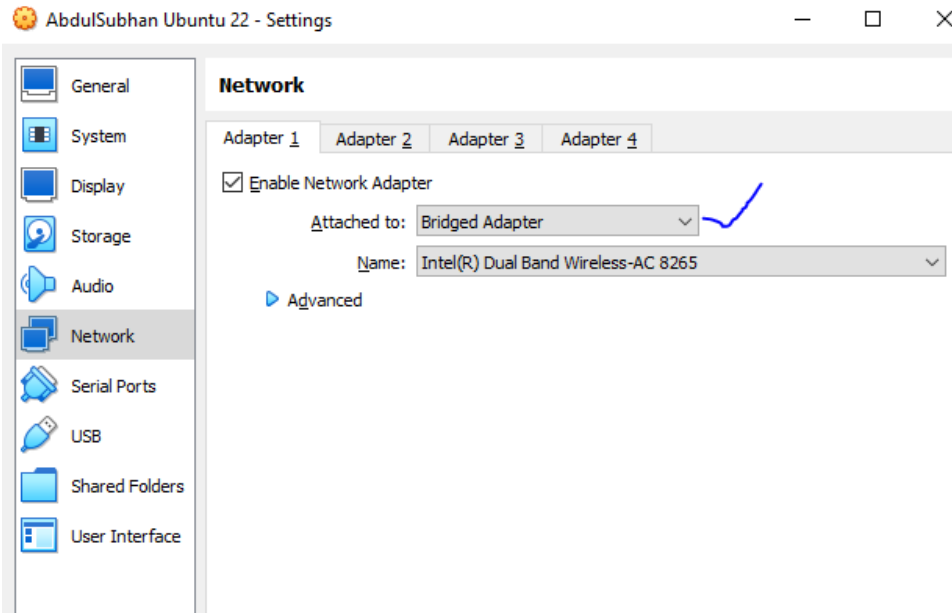 AbdulSubhan Ubuntu 22 - Settings
General
System
Display
Storage
Audio
Network
Serial Ports
USB
Shared Folders
User Interface
Network
Adapter 1 Adapter 2 Adapter 3 Adapter 4
Enable Network Adapter
Attached to: Bridged Adapter
Name: Intel(R) Dual Band Wireless-AC 8265
Advanced